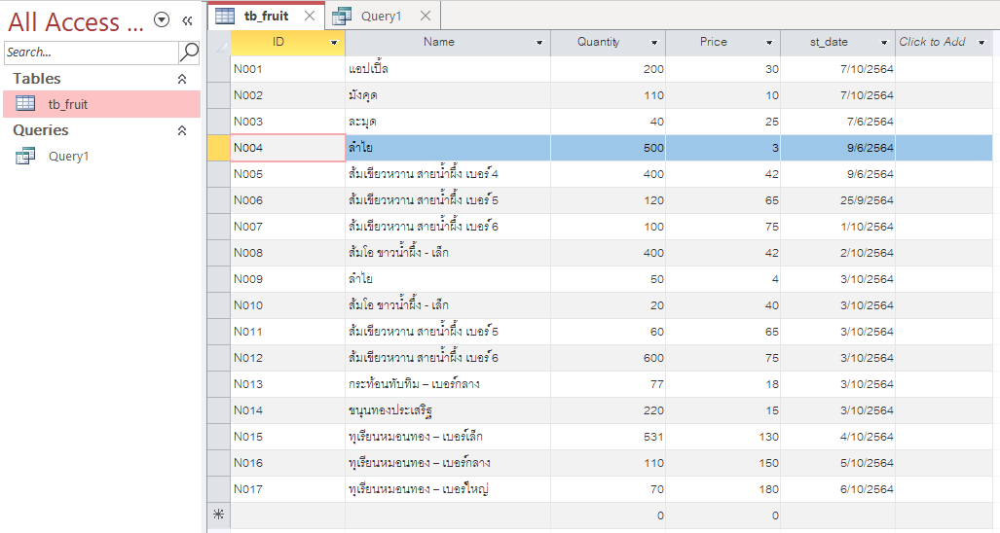 All Access ...
Search...
Tables
tb_fruit
Queries
Query1
tb_fruit Query1
ID Name Quantity Price st_date Click to Add
N001 แอปเปิ้ล 200 30 7/10/2564
N002 มังคุด 110 10 7/10/2564
N003 ละมุด 40 25 7/6/2564
N004 ลำไย 500 3 9/6/2564
N005 ส้มเขียวหวาน สายน้ำผึ้ง เบอร์ 4 400 42 9/6/2564
N006 ส้มเขียวหวาน สายน้ำผึ้ง เบอร์ 5 120 65 25/9/2564
N007 ส้มเขียวหวาน สายน้ำผึ้ง เบอร์ 6 100 75 1/10/2564
N008 ส้มโอ ขาวน้ำผึ้ง - เล็ก 400 42 2/10/2564
N009 ลำไย 50 4 3/10/2564
N010 ส้มโอ ขาวน้ำผึ้ง - เล็ก 20 40 3/10/2564
N011 ส้มเขียวหวาน สายน้ำผึ้ง เบอร์ 5 60 65 3/10/2564
N012 ส้มเขียวหวาน สายน้ำผึ้ง เบอร์ 6 600 75 3/10/2564
N013 กระท้อนทับทิม – เบอร์กลาง 77 18 3/10/2564
N014 ขนุนทองประเสริฐ 220 15 3/10/2564
N015 ทุเรียนหมอนทอง – เบอร์เล็ก 531 130 4/10/2564
N016 ทุเรียนหมอนทอง – เบอร์กลาง 110 150 5/10/2564
N017 ทุเรียนหมอนทอง – เบอร์ใหญ่ 70 180 6/10/2564
0 0